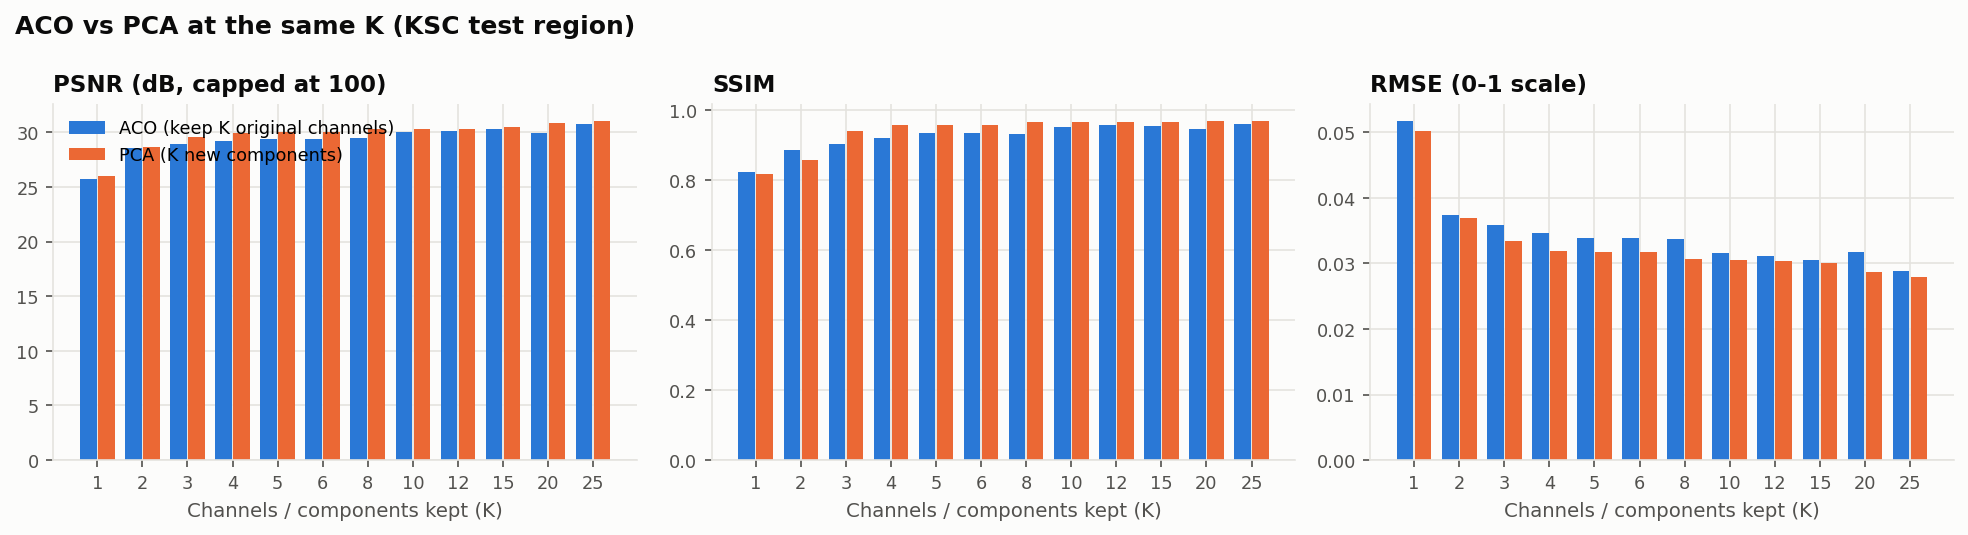 ACO vs PCA at the same K (KSC test region)
PSNR (dB, capped at 100)
ACO (keep K original channels)
PCA (K new components)
30
25
20
15
10
5
0
1 2 3 4 5 6 8 10 12 15 20 25
Channels / components kept (K)
SSIM
1.0
0.8
0.6
0.4
0.2
0.0
1 2 3 4 5 6 8 10 12 15 20 25
Channels / components kept (K)
RMSE (0-1 scale)
0.05
0.04
0.03
0.02
0.01
0.00
1 2 3 4 5 6 8 10 12 15 20 25
Channels / components kept (K)